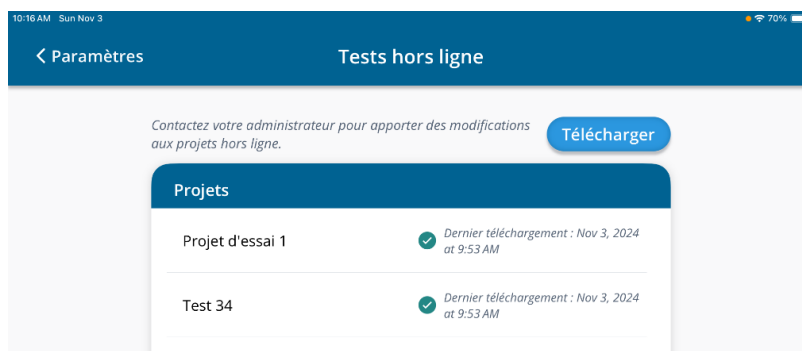 10:16 AM Sun Nov 3
70%
Paramètres
Tests hors ligne
Contactez votre administrateur pour apporter des modifications
aux projets hors ligne.
Télécharger
Projets
Projet d'essai 1
Dernier téléchargement : Nov 3, 2024
at 9:53 AM
Test 34
Dernier téléchargement : Nov 3, 2024
at 9:53 AM